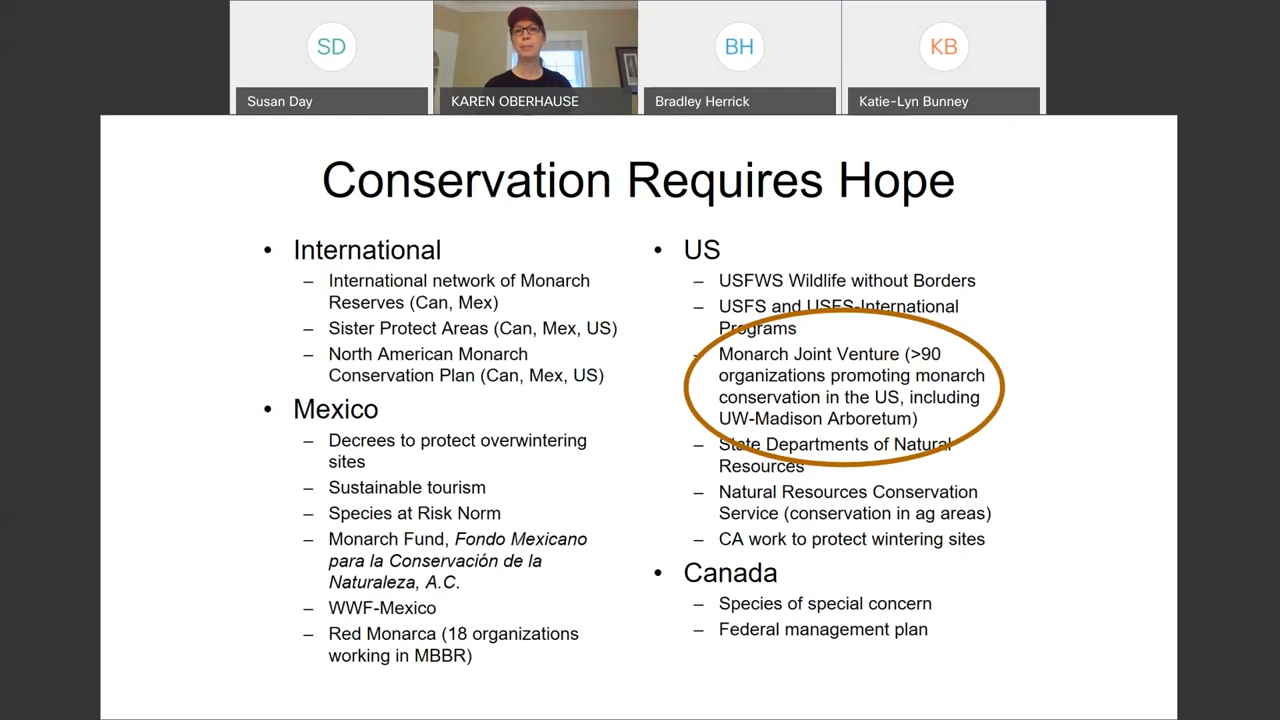 SD
BH
KB
Susan Day
KAREN OBERHAUSE
Bradley Herrick
Katie-Lyn Bunney
Conservation Requires Hope
• International
– International network of Monarch
Reserves (Can, Mex)
– Sister Protect Areas (Can, Mex, US)
– North American Monarch
Conservation Plan (Can, Mex, US)
• Mexico
– Decrees to protect overwintering
sites
– Sustainable tourism
– Species at Risk Norm
– Monarch Fund, Fondo Mexicano
para la Conservación de la
Naturaleza, A.C.
– WWF-Mexico
– Red Monarca (18 organizations
working in MBBR)
• US
– USFWS Wildlife without Borders
– USFS and USFS-International
Programs
– Monarch Joint Venture (>90
organizations promoting monarch
conservation in the US, including
UW-Madison Arboretum)
– State Departments of Natural
Resources
– Natural Resources Conservation
Service (conservation in ag areas)
– CA work to protect wintering sites
• Canada
– Species of special concern
– Federal management plan